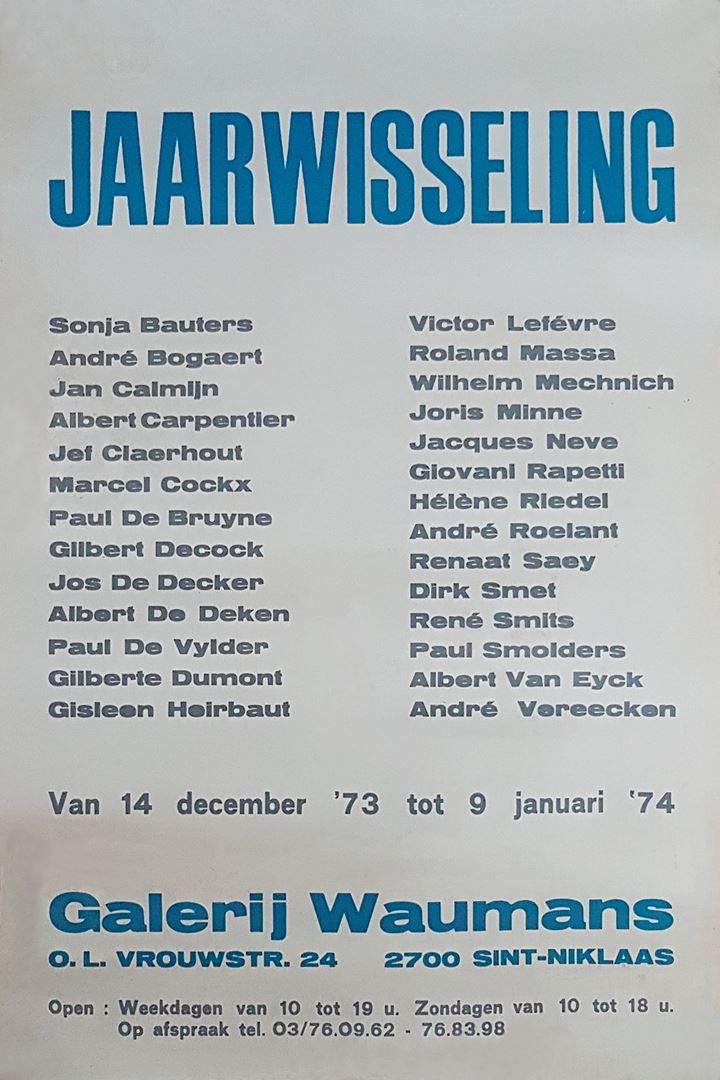 JAARWISSELING
Sonja Bauters
André Bogaert
Jan Calmijn
Albert Carpentier
Jef Claerhout
Marcel Cockx
Paul De Bruyne
Gilbert Decock
Jos De Decker
Albert De Deken
Paul De Vylder
Gilberte Dumont
Gisleen Heirbaut
Victor Lefévre
Roland Massa
Wilhelm Mechnich
Joris Minne
Jacques Neve
Giovani Rapetti
Hélène Riedel
André Roelant
Renaat Saey
Dirk Smet
René Smits
Paul Smolders
Albert Van Eyck
André Vereecken
Van 14 december '73 tot 9 januari '74
Galerij Waumans
O. L. VROUWSTR. 24 2700 SINT-NIKLAAS
Open : Weekdagen van 10 tot 19 u. Zondagen van 10 tot 18 u.
Op afspraak tel. 03/76.09.62 - 76.83.98